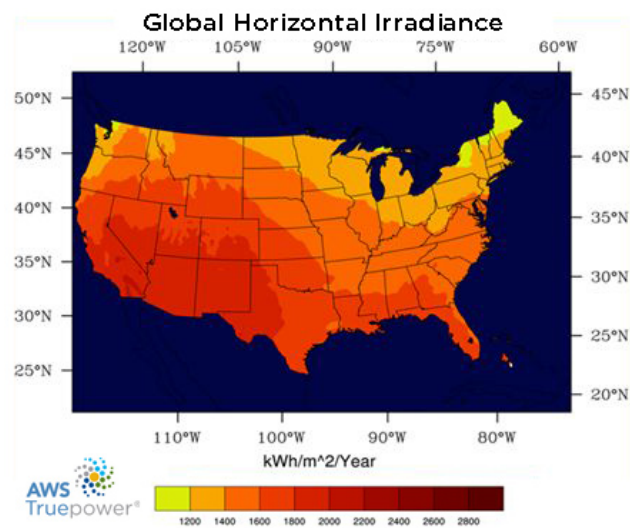 Global Horizontal Irradiance
120°W 105°W 90°W 75°W 60°W
50°N 45°N
45°N 40°N
40°N 35°N
35°N 30°N
30°N 25°N
25°N 20°N
110°W 100°W 90°W 80°W
kWh/m^2/Year
AWS
Truepower®
1200 1400 1600 1800 2000 2200 2400 2600 2800